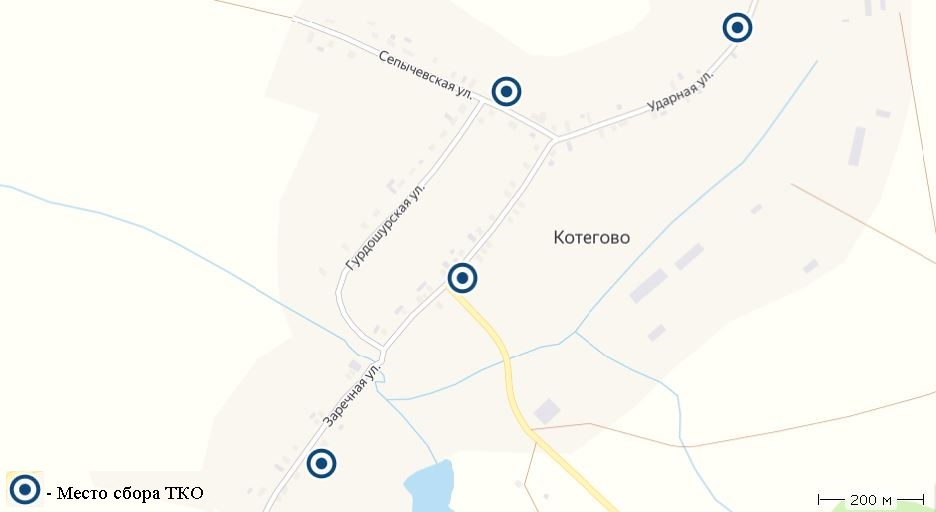 Сепычевская ул.
Ударная ул.
Гурдошурская ул.
Котегово
Заречная ул.
- Место сбора ТКО
200 м